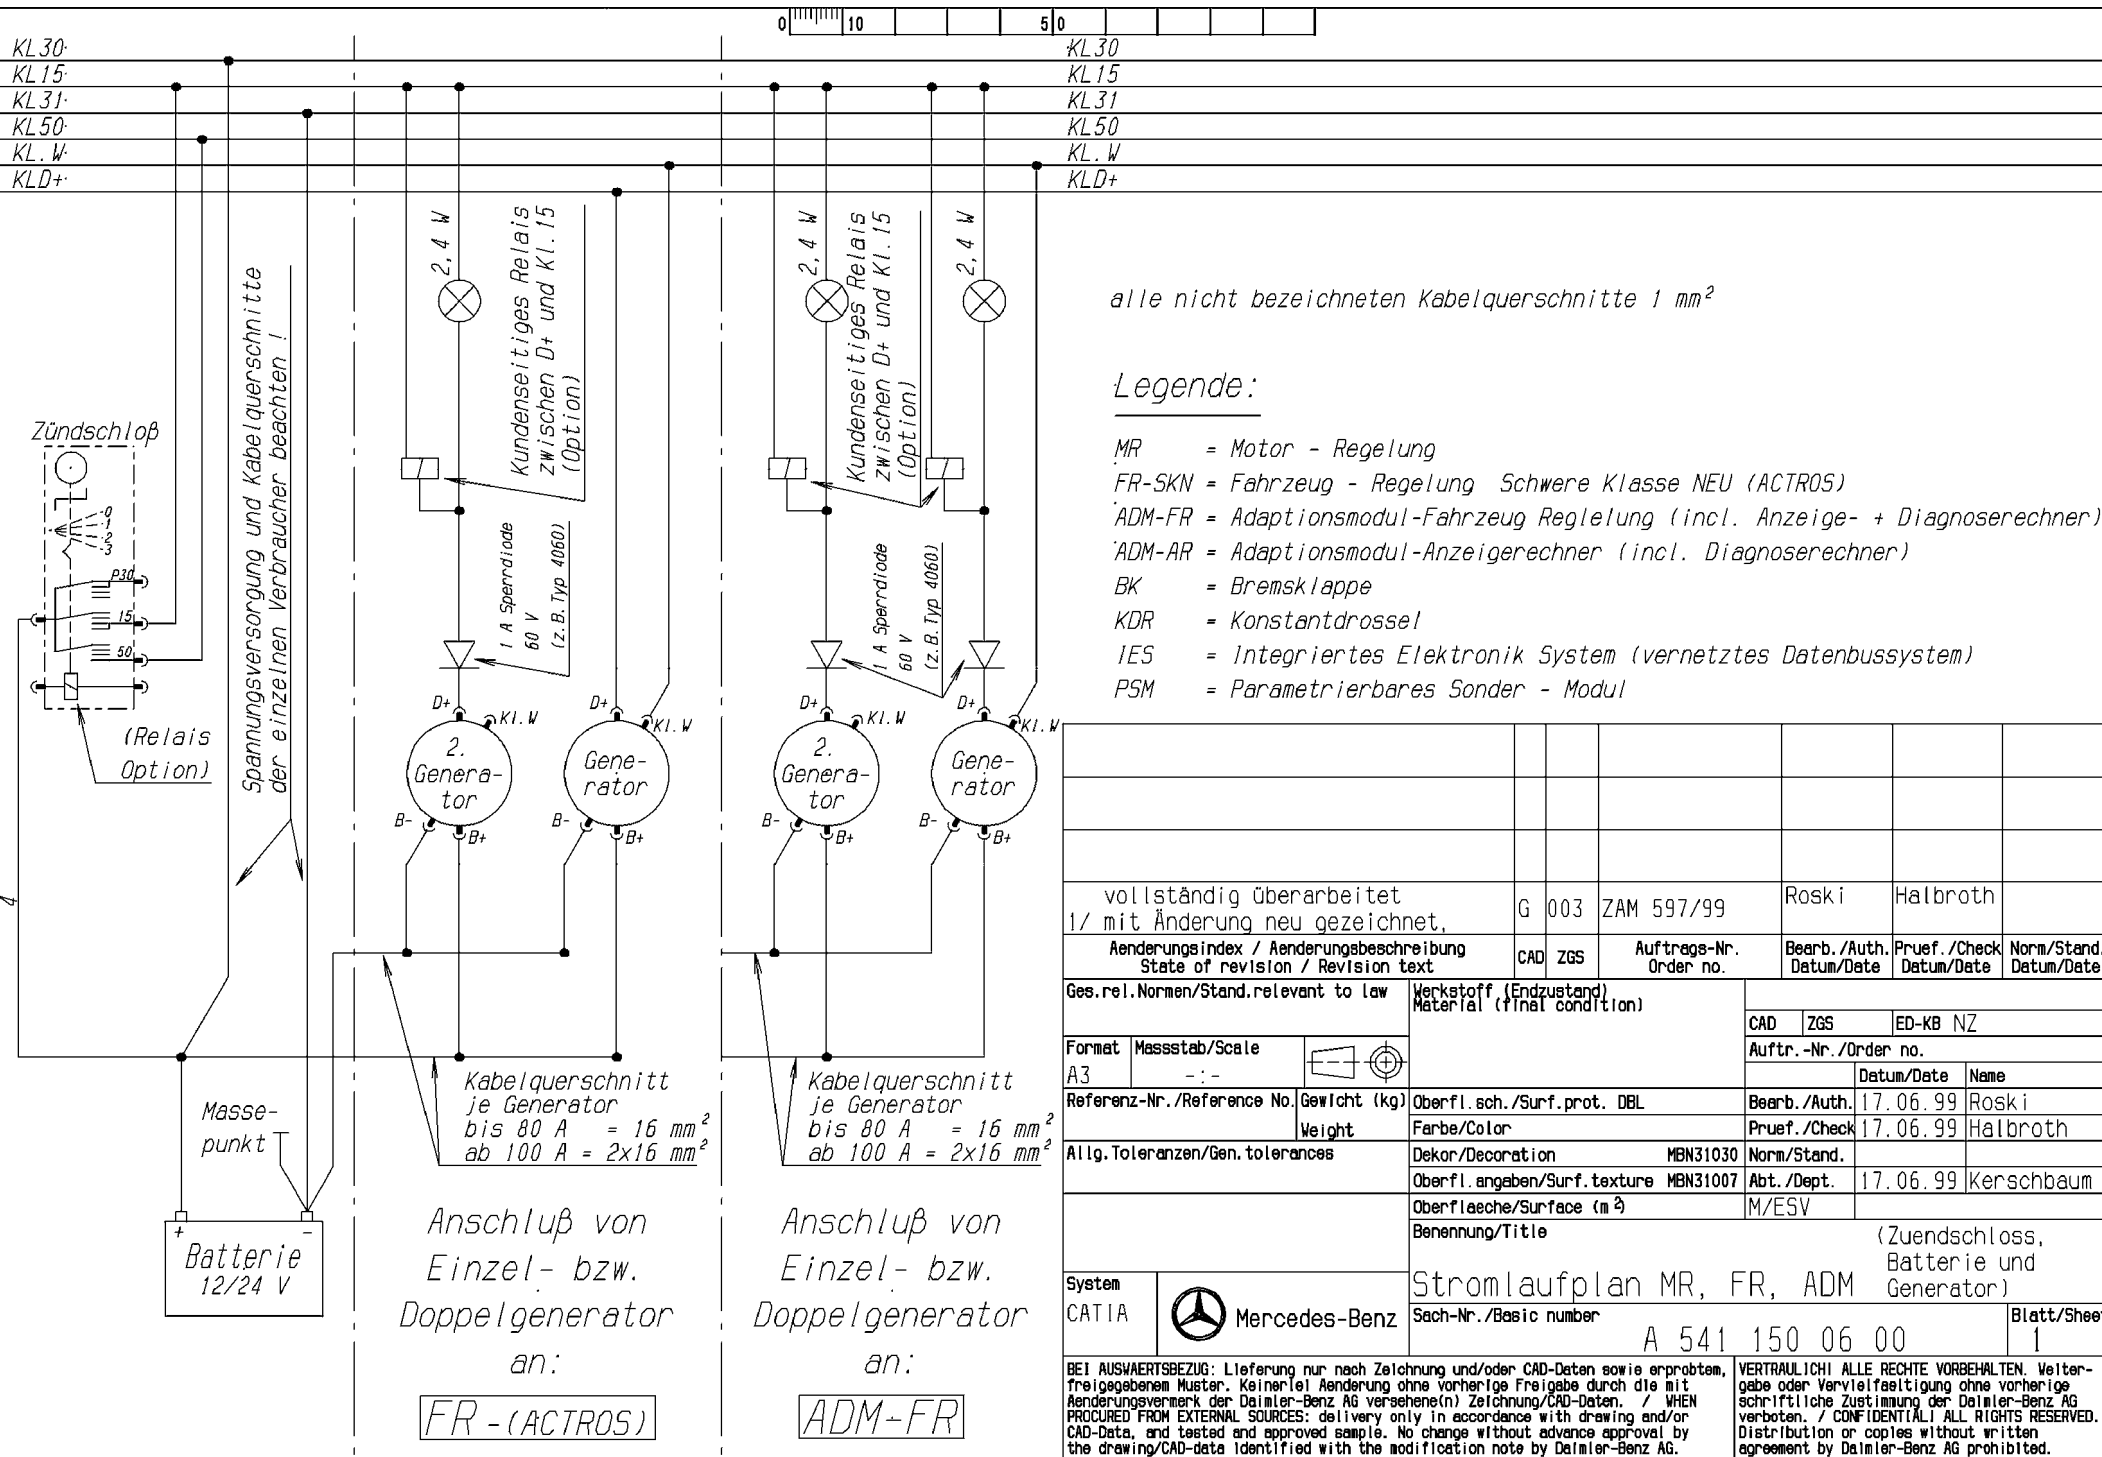 0 10 50
KL30
KL15
KL31
KL50
KL.W
KLD+
KL30
KL15
KL31
KL50
KL.W
KLD+
Zündschloß
0
1
2
3
P30
15
50
(Relais
Option)
4
Spannungsversorgung und Kabelquerschnitte
der einzelnen Verbraucher beachten !
Masse-
punkt
+ -
Batterie
12/24 V
2,4 W
Kundenseitiges Relais
zwischen D+ und Kl.15
(Option)
1 A Sperrdiode
60 V
(z.B.Typ 4060)
D+
Kl.W
2.
Genera-
tor
B-
B+
D+
Kl.W
Gene-
rator
B-
B+
Kabelquerschnitt
je Generator
bis 80 A = 16 mm²
ab 100 A = 2x16 mm²
Anschluß von
Einzel- bzw.
Doppelgenerator
an:
FR -(ACTROS)
2,4 W
Kundenseitiges Relais
zwischen D+ und Kl.15
(Option)
2,4 W
1 A Sperrdiode
60 V
(z.B.Typ 4060)
D+
Kl.W
2.
Genera-
tor
B-
B+
D+
Kl.W
Gene-
rator
B-
B+
Kabelquerschnitt
je Generator
bis 80 A = 16 mm²
ab 100 A = 2x16 mm²
Anschluß von
Einzel- bzw.
Doppelgenerator
an:
ADM-FR
alle nicht bezeichneten Kabelquerschnitte 1 mm²
Legende:
MR = Motor - Regelung
FR-SKN = Fahrzeug - Regelung Schwere Klasse NEU (ACTROS)
ADM-FR = Adaptionsmodul-Fahrzeug Reglelung (incl. Anzeige- + Diagnoserechner)
ADM-AR = Adaptionsmodul-Anzeigerechner (incl. Diagnoserechner)
BK = Bremsklappe
KDR = Konstantdrossel
IES = Integriertes Elektronik System (vernetztes Datenbussystem)
PSM = Parametrierbares Sonder - Modul
vollständig überarbeitet
1/ mit Änderung neu gezeichnet, G 003 ZAM 597/99 Roski Halbroth
Aenderungsindex / Aenderungsbeschreibung
State of revision / Revision text
CAD ZGS
Auftrags-Nr.
Order no.
Bearb./Auth.
Datum/Date
Pruef./Check
Datum/Date
Norm/Stand.
Datum/Date
Ges.rel.Normen/Stand.relevant to law
Werkstoff (Endzustand)
Material (final condition)
CAD ZGS ED-KB NZ
Format Massstab/Scale
A3 -:-
Auftr.-Nr./Order no.
Datum/Date Name
Referenz-Nr./Reference No. Gewicht (kg)
Weight
Oberfl.sch./Surf.prot. DBL
Bearb./Auth. 17.06.99 Roski
Farbe/Color
Pruef./Check 17.06.99 Halbroth
Allg.Toleranzen/Gen.tolerances
Dekor/Decoration MBN31030
Norm/Stand.
Oberfl.angaben/Surf.texture MBN31007
Abt./Dept. 17.06.99 Kerschbaum
Oberflaeche/Surface (m²)
M/ESV
Benennung/Title
Stromlaufplan MR, FR, ADM
(Zuendschloss,
Batterie und
Generator)
System
CATIA
Mercedes-Benz
Sach-Nr./Basic number
A 541 150 06 00
Blatt/Sheet
1
BEI AUSWAERTSBEZUG: Lieferung nur nach Zeichnung und/oder CAD-Daten sowie erprobtem,
freigegebenem Muster. Keinerlei Aenderung ohne vorherige Freigabe durch die mit
Aenderungsvermerk der Daimler-Benz AG versehene(n) Zeichnung/CAD-Daten. / WHEN
PROCURED FROM EXTERNAL SOURCES: delivery only in accordance with drawing and/or
CAD-Data, and tested and approved sample. No change without advance approval by
the drawing/CAD-data identified with the modification note by Daimler-Benz AG.
VERTRAULICH! ALLE RECHTE VORBEHALTEN. Weiter-
gabe oder Vervielfaeltigung ohne vorherige
schriftliche Zustimmung der Daimler-Benz AG
verboten. / CONFIDENTIAL! ALL RIGHTS RESERVED.
Distribution or copies without written
agreement by Daimler-Benz AG prohibited.